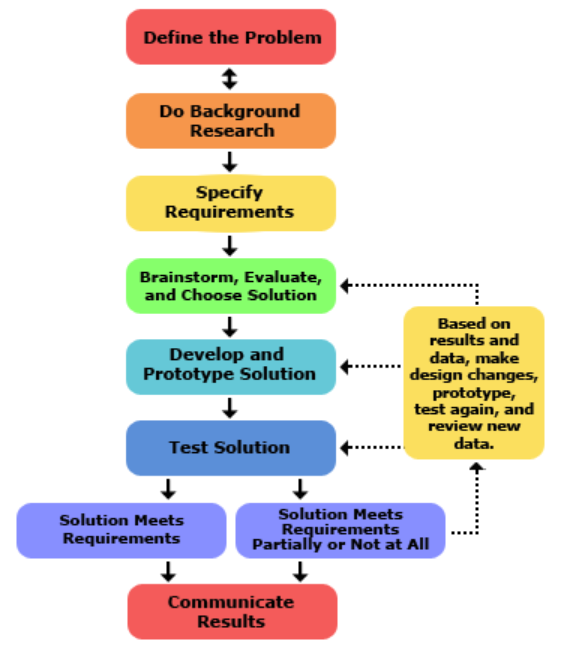 Define the Problem
Do Background
Research
Specify
Requirements
Brainstorm, Evaluate,
and Choose Solution
Develop and
Prototype Solution
Based on
results and
data, make
design changes,
prototype,
test again, and
review new
data.
Test Solution
Solution Meets
Requirements
Solution Meets
Requirements
Partially or Not at All
Communicate
Results